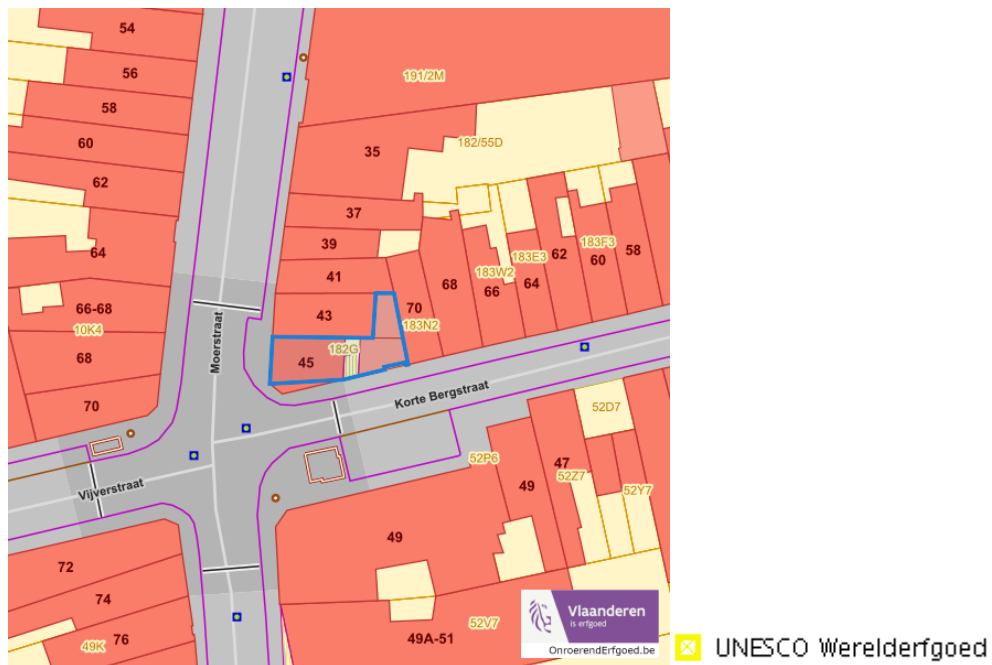 54
56
191/2M
58
60
182/55D
35
62
37
39
64
62
183F3
58
183E3
60
68
183W2
41
66
64
66-68
43
70
10K4
183N2
Moerstraat
182G
68
45
Korte Bergstraat
70
52D7
52P6
47
52Z7
49
52Y7
Vijverstraat
49
72
74
76
49K
52V7
49A-51
Vlaanderen
is erfgoed
OnroerendErfgoed.be
UNESCO Werelderfgoed